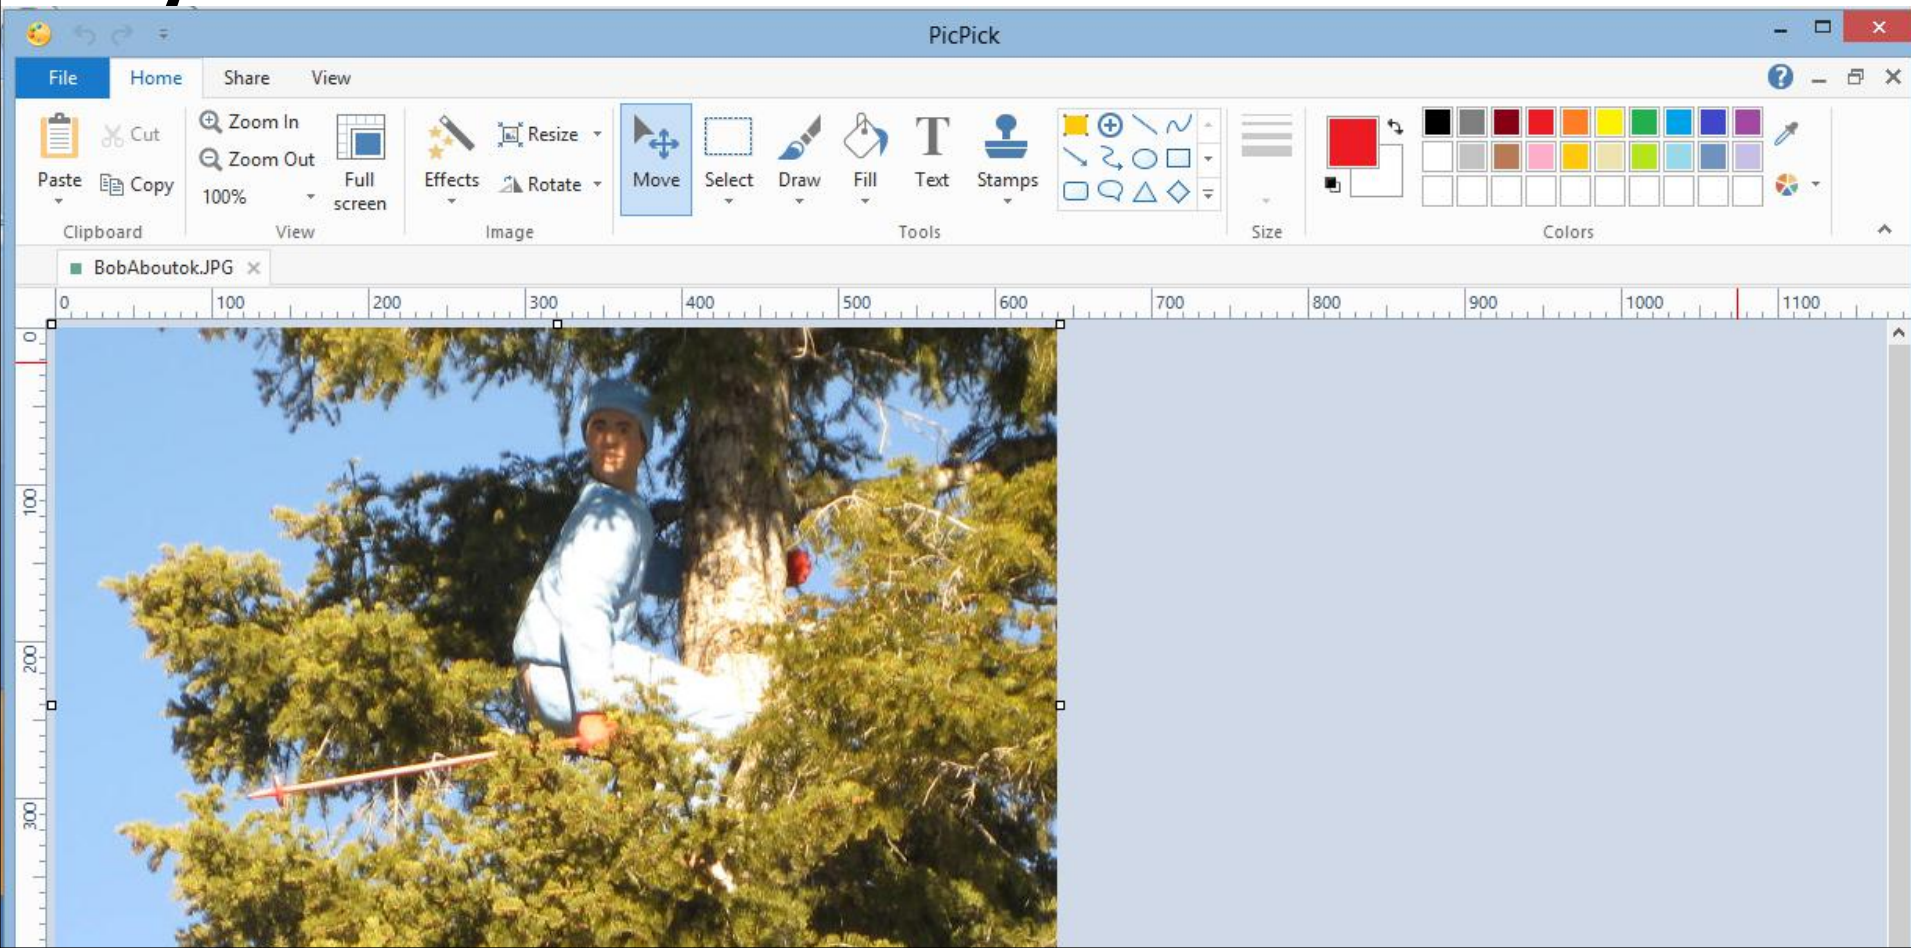 PicPick
File Home Share View
Paste
Cut
Copy
Clipboard
Zoom In
Zoom Out
100%
Full
screen
View
Effects
Resize
Rotate
Image
Move
Select
Draw
Fill
Text
Stamps
Tools
Size
Colors
BobAboutok.JPG
0 100 200 300 400 500 600 700 800 900 1000 1100
0
100
200
300